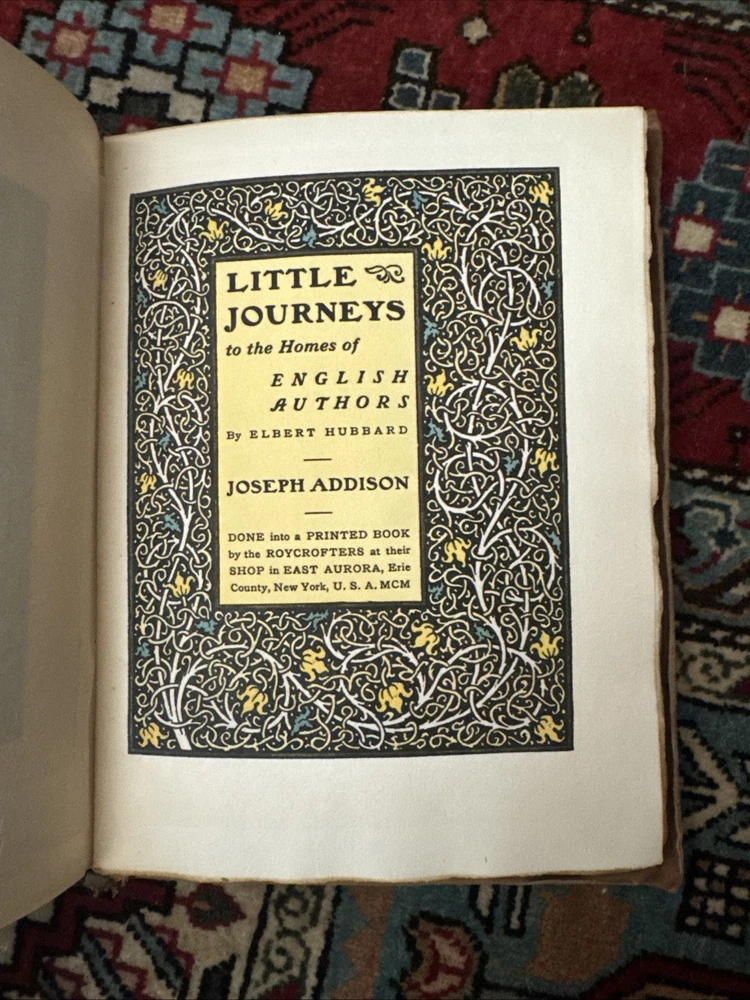 LITTLE
JOURNEYS
to the Homes of
ENGLISH
AUTHORS
By ELBERT HUBBARD
JOSEPH ADDISON
DONE into a PRINTED BOOK
by the ROYCROFTERS at their
SHOP in EAST AURORA, Erie
County, New York, U. S. A. MCM